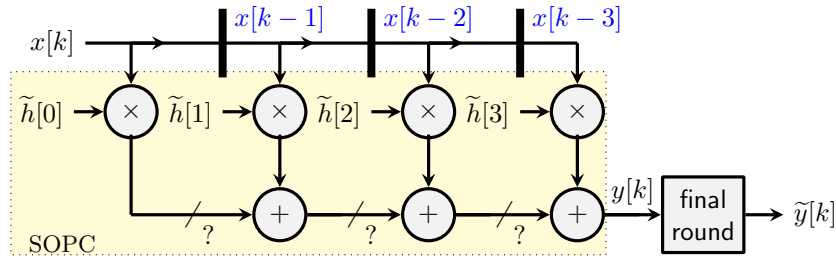 x[k]
x[k − 1]
x[k − 2]
x[k − 3]
h̃[0]
×
h̃[1]
×
h̃[2]
×
h̃[3]
×
?
+
?
+
?
+
y[k]
final
round
ỹ[k]
SOPC